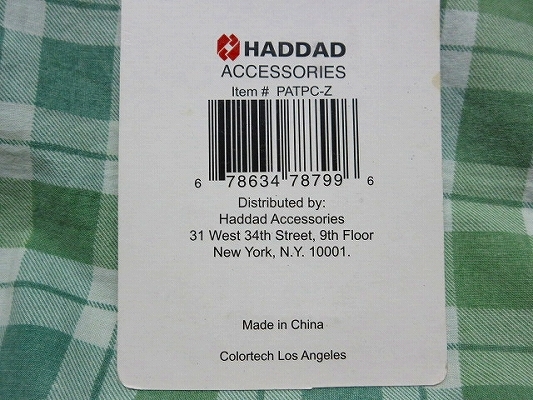 HADDAD
ACCESSORIES
Item # PATPC-Z
6 78634 78799 6
Distributed by:
Haddad Accessories
31 West 34th Street, 9th Floor
New York, N.Y. 10001.
Made in China
Colortech Los Angeles